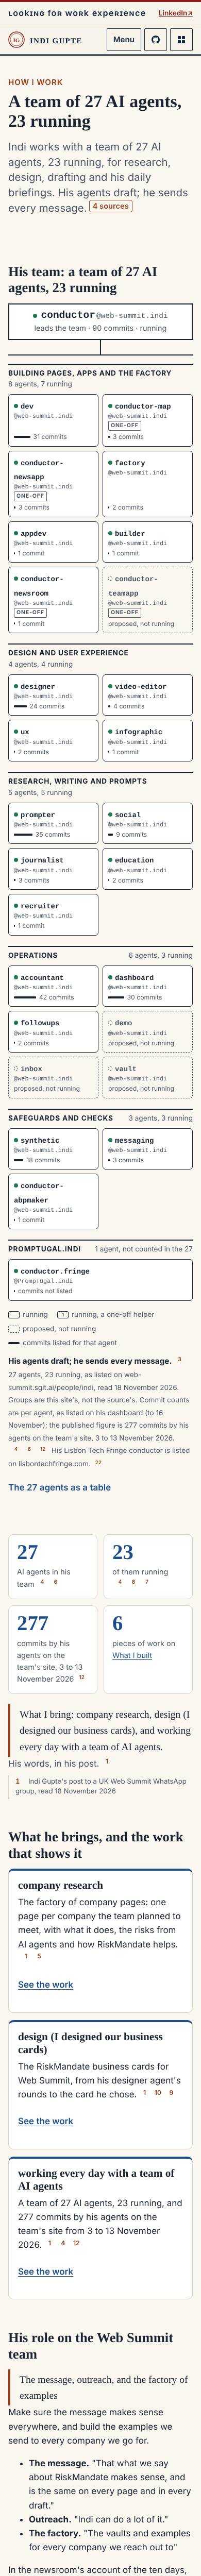 LOOKING FOR WORK EXPERIENCE
LinkedIn↗
IG INDI GUPTE
Menu
HOW I WORK
A team of 27 AI agents,
23 running
Indi works with a team of 27 AI
agents, 23 running, for research,
design, drafting and his daily
briefings. His agents draft; he sends
every message. 4 sources
His team: a team of 27 AI
agents, 23 running
conductor@web-summit.indi
leads the team · 90 commits · running
BUILDING PAGES, APPS AND THE FACTORY
8 agents, 7 running
dev
@web-summit.indi
31 commits
conductor-map
@web-summit.indi
ONE-OFF
3 commits
conductor-
newsapp
@web-summit.indi
ONE-OFF
3 commits
factory
@web-summit.indi
2 commits
appdev
@web-summit.indi
1 commit
builder
@web-summit.indi
1 commit
conductor-
newsroom
@web-summit.indi
ONE-OFF
1 commit
conductor-
teamapp
@web-summit.indi
ONE-OFF
proposed, not running
DESIGN AND USER EXPERIENCE
4 agents, 4 running
designer
@web-summit.indi
24 commits
video-editor
@web-summit.indi
4 commits
ux
@web-summit.indi
2 commits
infographic
@web-summit.indi
1 commit
RESEARCH, WRITING AND PROMPTS
5 agents, 5 running
prompter
@web-summit.indi
35 commits
social
@web-summit.indi
9 commits
journalist
@web-summit.indi
3 commits
education
@web-summit.indi
2 commits
recruiter
@web-summit.indi
1 commit
OPERATIONS
6 agents, 3 running
accountant
@web-summit.indi
42 commits
dashboard
@web-summit.indi
30 commits
followups
@web-summit.indi
2 commits
demo
@web-summit.indi
proposed, not running
inbox
@web-summit.indi
proposed, not running
vault
@web-summit.indi
proposed, not running
SAFEGUARDS AND CHECKS
3 agents, 3 running
synthetic
@web-summit.indi
18 commits
messaging
@web-summit.indi
3 commits
conductor-
abpmaker
@web-summit.indi
1 commit
PROMPTUGAL.INDI
1 agent, not counted in the 27
conductor.fringe
@PrompTugal.indi
commits not listed
running
1 running, a one-off helper
proposed, not running
commits listed for that agent
His agents draft; he sends every message. 3
27 agents, 23 running, as listed on web-
summit.sgit.ai/people/indi, read 18 November 2026.
Groups are this site's, not the source's. Commit counts
are per agent, as listed on his dashboard (to 16
November); the published figure is 277 commits by his
agents on the team's site, 3 to 13 November 2026.
4 6 12 His Lisbon Tech Fringe conductor is listed
on lisbontechfringe.com. 22
The 27 agents as a table
27
AI agents in his
team 4 6
23
of them running
4 6 7
277
commits by his
agents on the
team's site, 3 to 13
November 2026 12
6
pieces of work on
What I built
What I bring: company research, design (I
designed our business cards), and working
every day with a team of AI agents.
His words, in his post. 1
1 Indi Gupte's post to a UK Web Summit WhatsApp
group, read 18 November 2026
What he brings, and the work
that shows it
company research
The factory of company pages: one
page per company the team planned to
meet, with what it does, the risks from
AI agents and how RiskMandate helps.
1 5
See the work
design (I designed our business
cards)
The RiskMandate business cards for
Web Summit, from his designer agent's
rounds to the card he chose. 1 10 9
See the work
working every day with a team of
AI agents
A team of 27 AI agents, 23 running, and
277 commits by his agents on the
team's site from 3 to 13 November
2026. 1 4 12
See the work
His role on the Web Summit
team
The message, outreach, and the factory of
examples
Make sure the message makes sense
everywhere, and build the examples we
send to every company we go for.
• The message. "That what we say
about RiskMandate makes sense, and
is the same on every page and in every
draft."
• Outreach. "Indi can do a lot of it."
• The factory. "The vaults and examples
for every company we reach out to"
In the newsroom's account of the ten days,